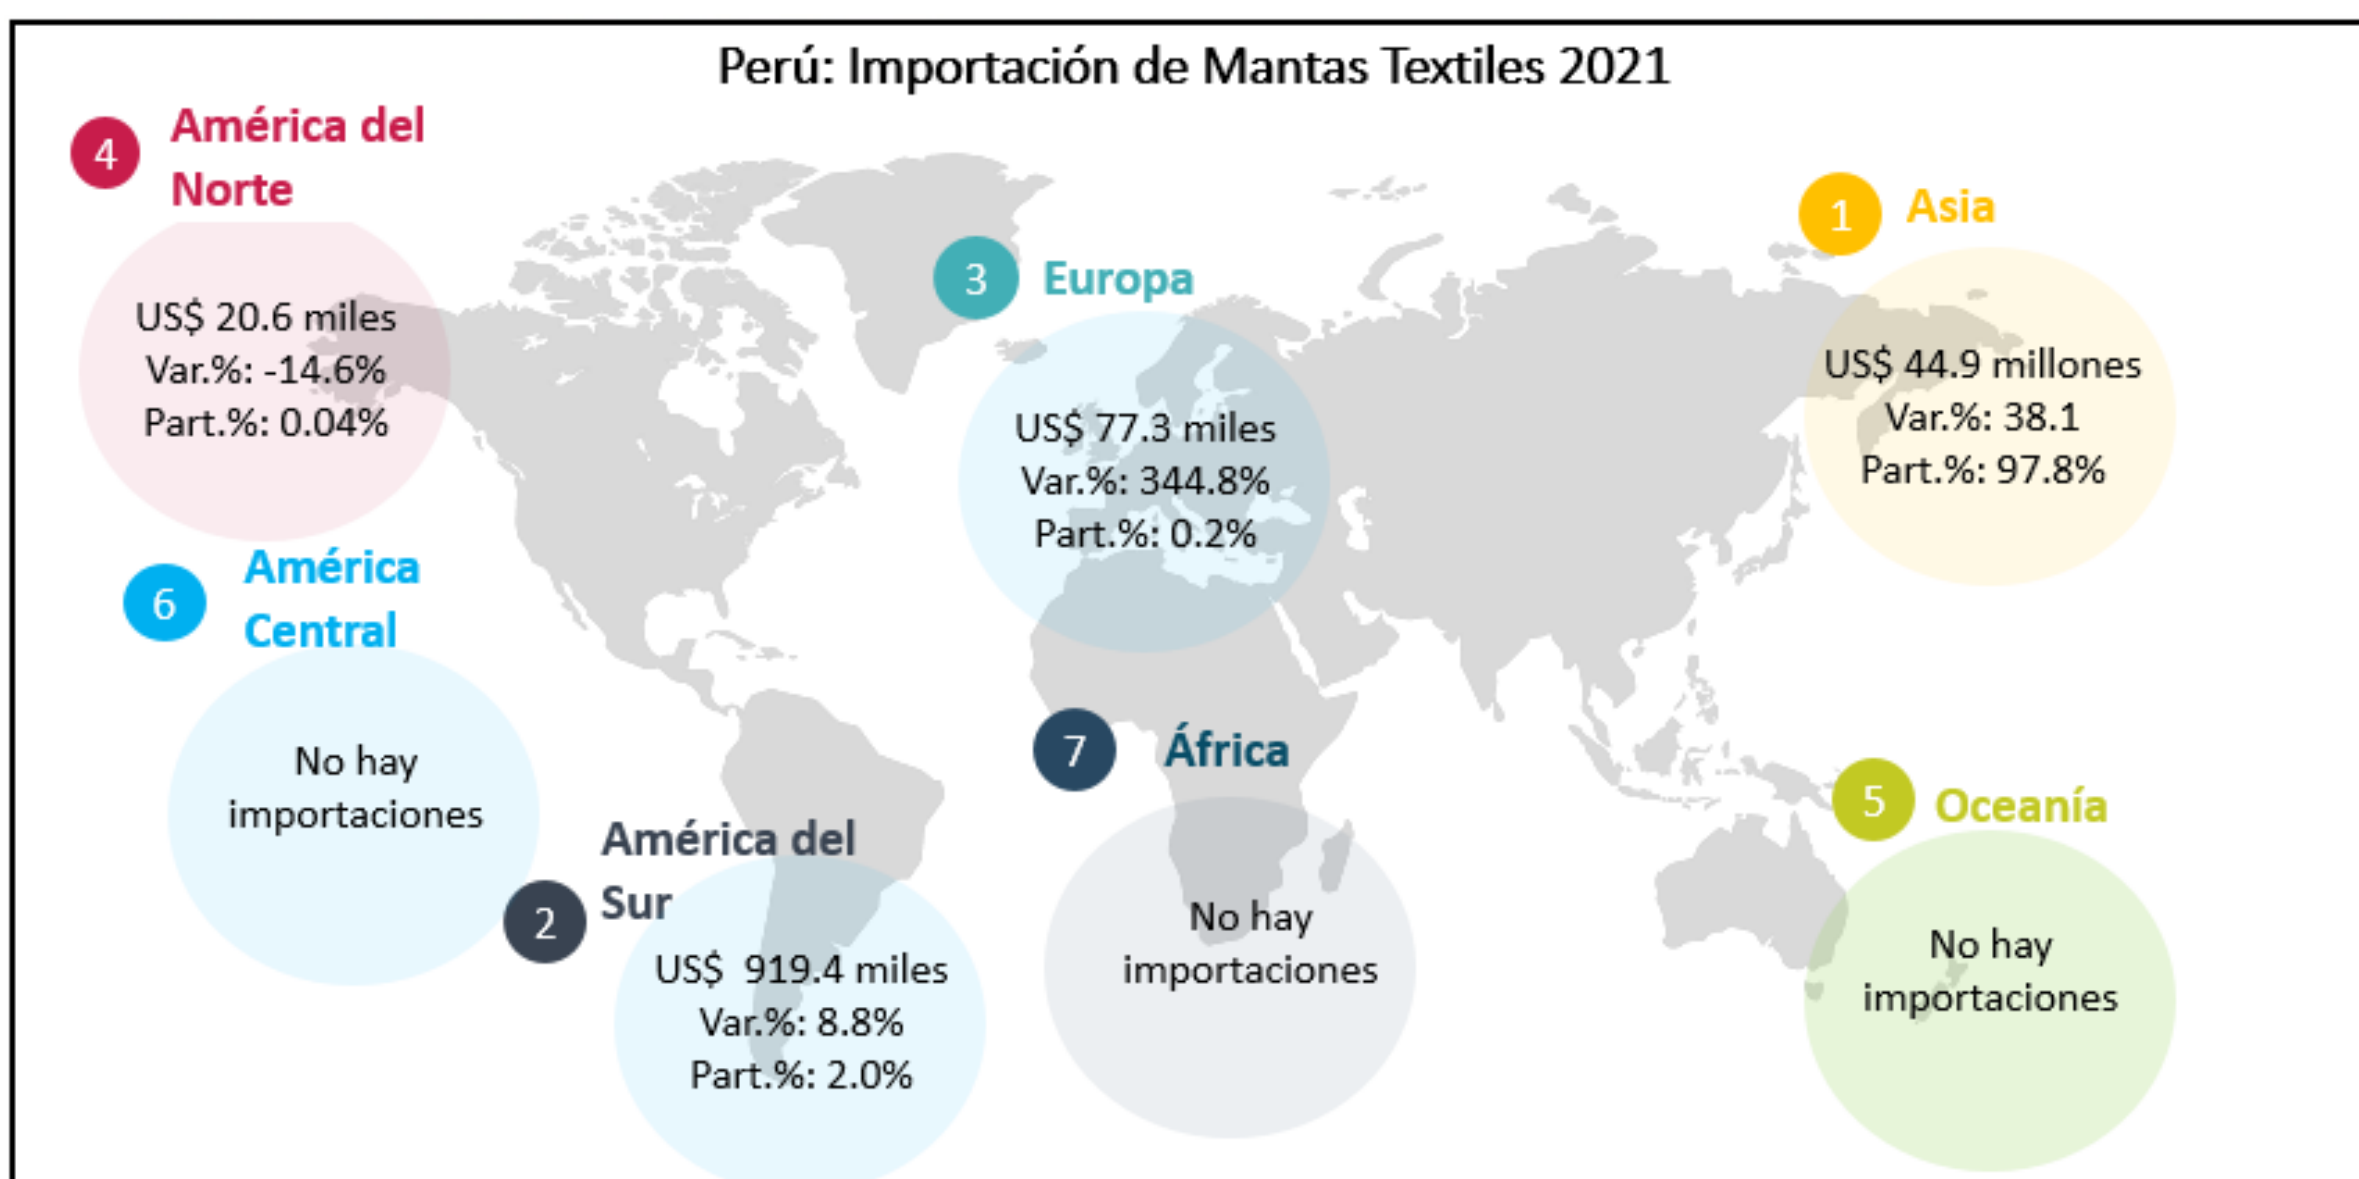 Perú: Importación de Mantas Textiles 2021
4
América del
Norte
US$ 20.6 miles
Var.%: -14.6%
Part.%: 0.04%
3
Europa
US$ 77.3 miles
Var.%: 344.8%
Part.%: 0.2%
1
Asia
US$ 44.9 millones
Var.%: 38.1
Part.%: 97.8%
6
América
Central
No hay
importaciones
2
América del
Sur
US$  919.4 miles
Var.%: 8.8%
Part.%: 2.0%
7
África
No hay
importaciones
5
Oceanía
No hay
importaciones